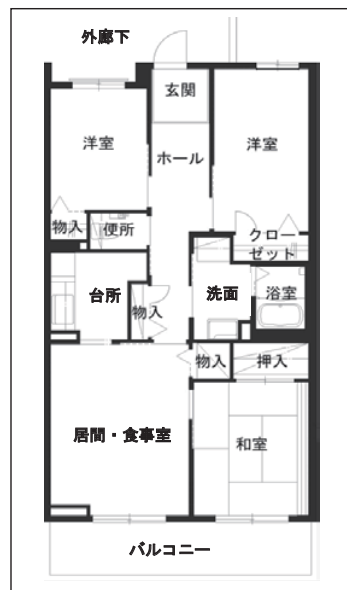 外廊下
玄関
洋室
ホール
洋室
物入
便所
クロー
ゼット
台所
物入
洗面
浴室
物入
押入
居間・食事室
和室
バルコニー